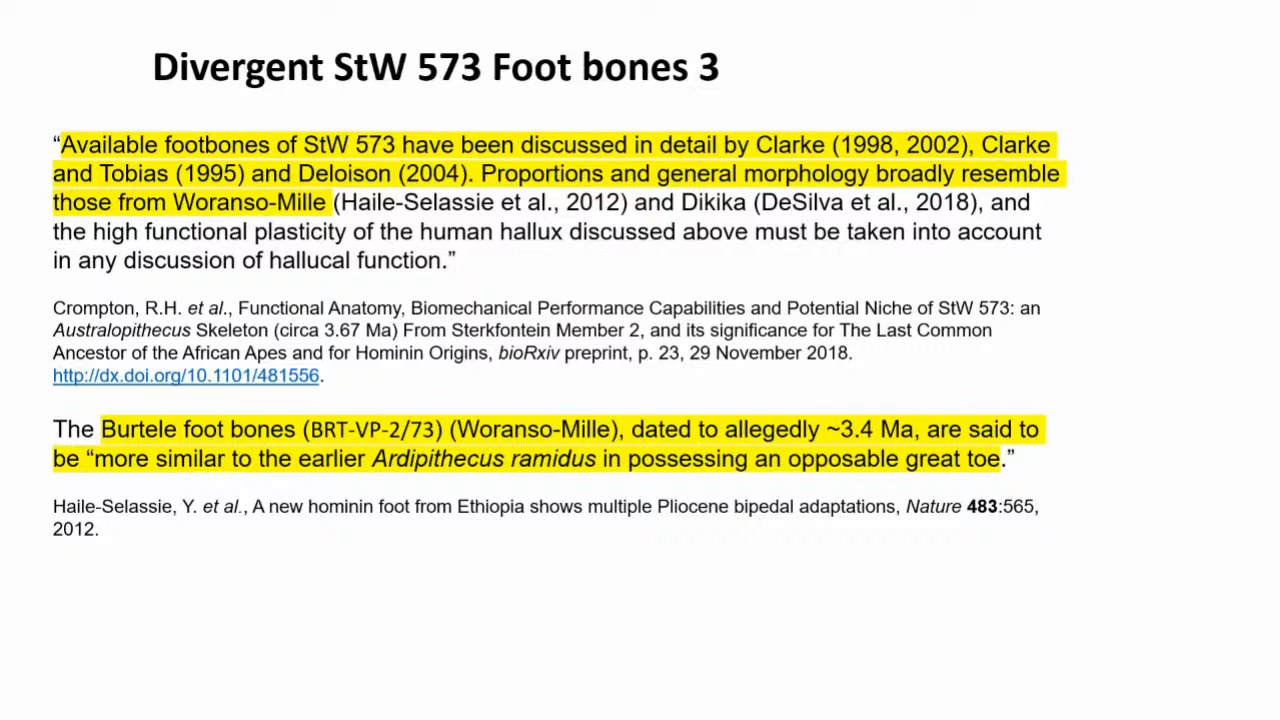 Divergent StW 573 Foot bones 3
“Available footbones of StW 573 have been discussed in detail by Clarke (1998, 2002), Clarke
and Tobias (1995) and Deloison (2004). Proportions and general morphology broadly resemble
those from Woranso-Mille (Haile-Selassie et al., 2012) and Dikika (DeSilva et al., 2018), and
the high functional plasticity of the human hallux discussed above must be taken into account
in any discussion of hallucal function.”
Crompton, R.H. et al., Functional Anatomy, Biomechanical Performance Capabilities and Potential Niche of StW 573: an
Australopithecus Skeleton (circa 3.67 Ma) From Sterkfontein Member 2, and its significance for The Last Common
Ancestor of the African Apes and for Hominin Origins, bioRxiv preprint, p. 23, 29 November 2018.
http://dx.doi.org/10.1101/481556.
The Burtele foot bones (BRT-VP-2/73) (Woranso-Mille), dated to allegedly ~3.4 Ma, are said to
be “more similar to the earlier Ardipithecus ramidus in possessing an opposable great toe.”
Haile-Selassie, Y. et al., A new hominin foot from Ethiopia shows multiple Pliocene bipedal adaptations, Nature 483:565,
2012.